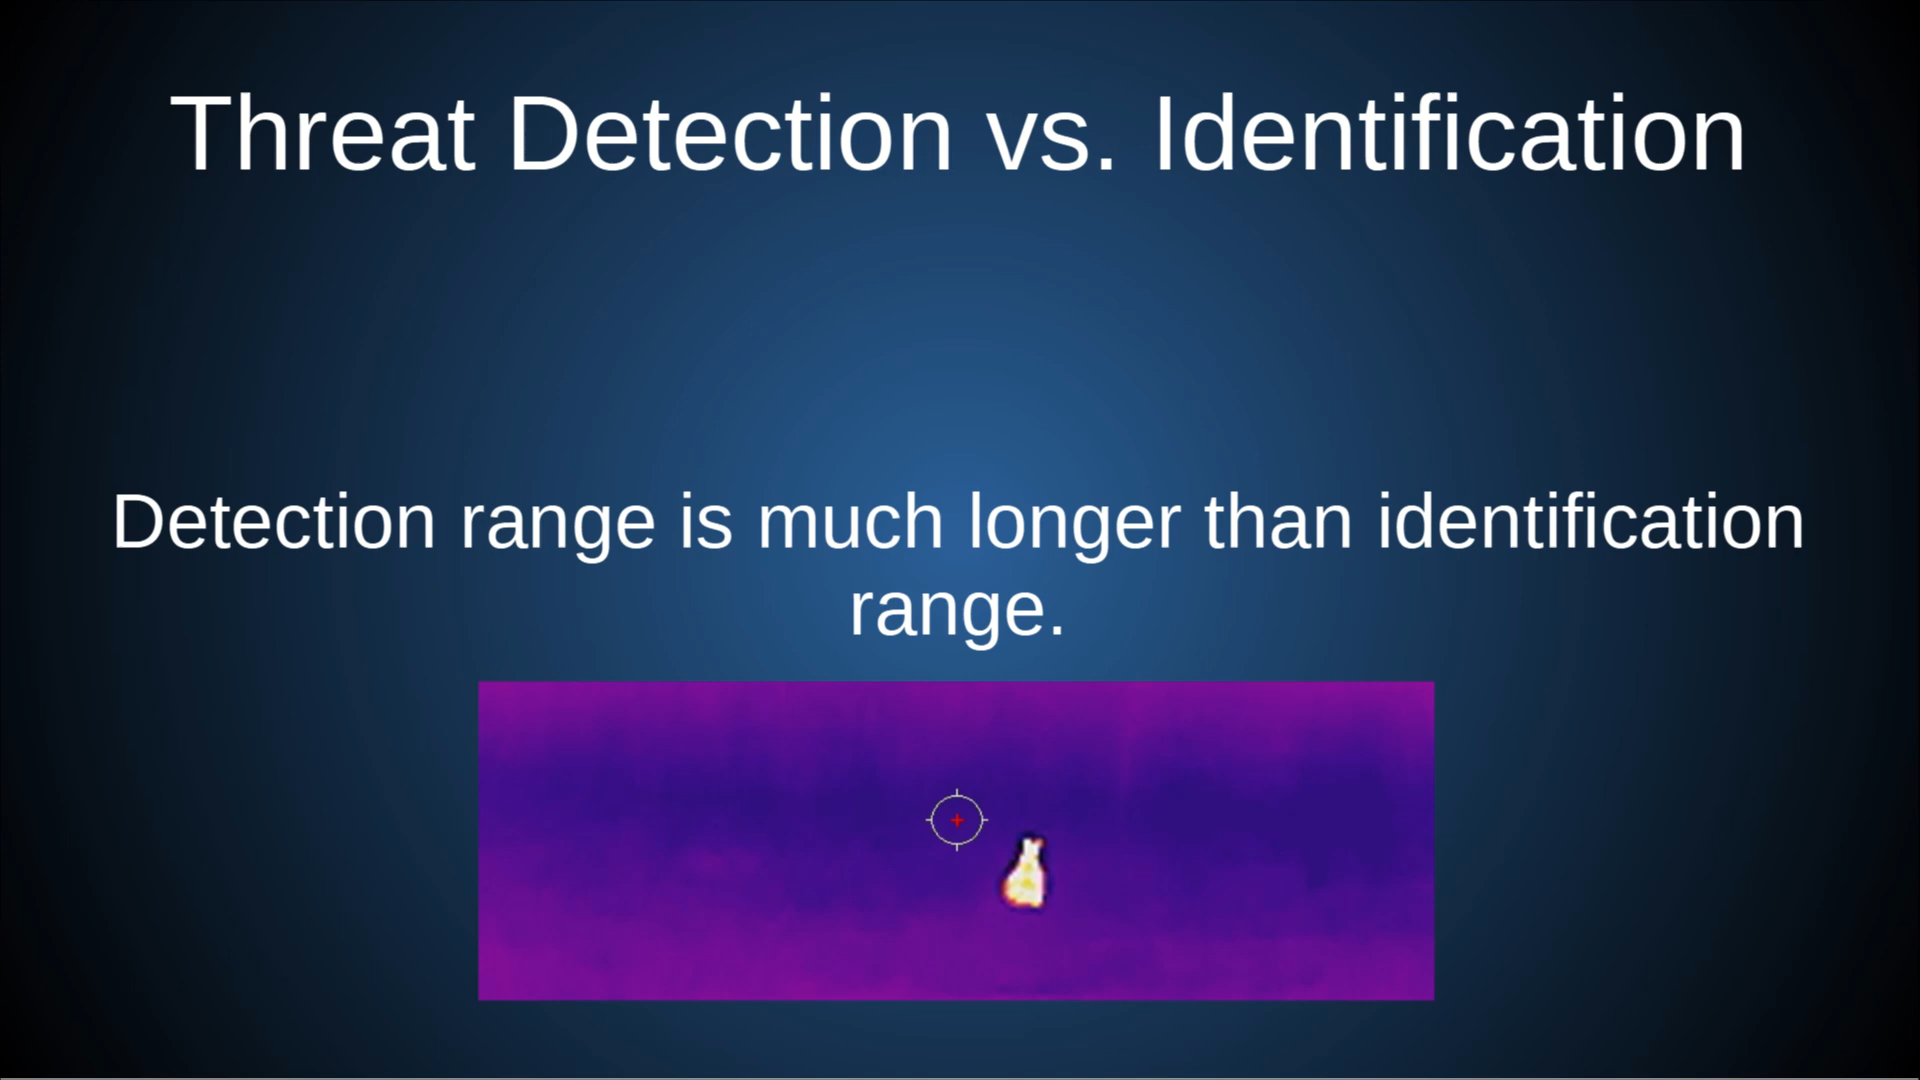 Threat Detection vs. Identification
Detection range is much longer than identification
range.